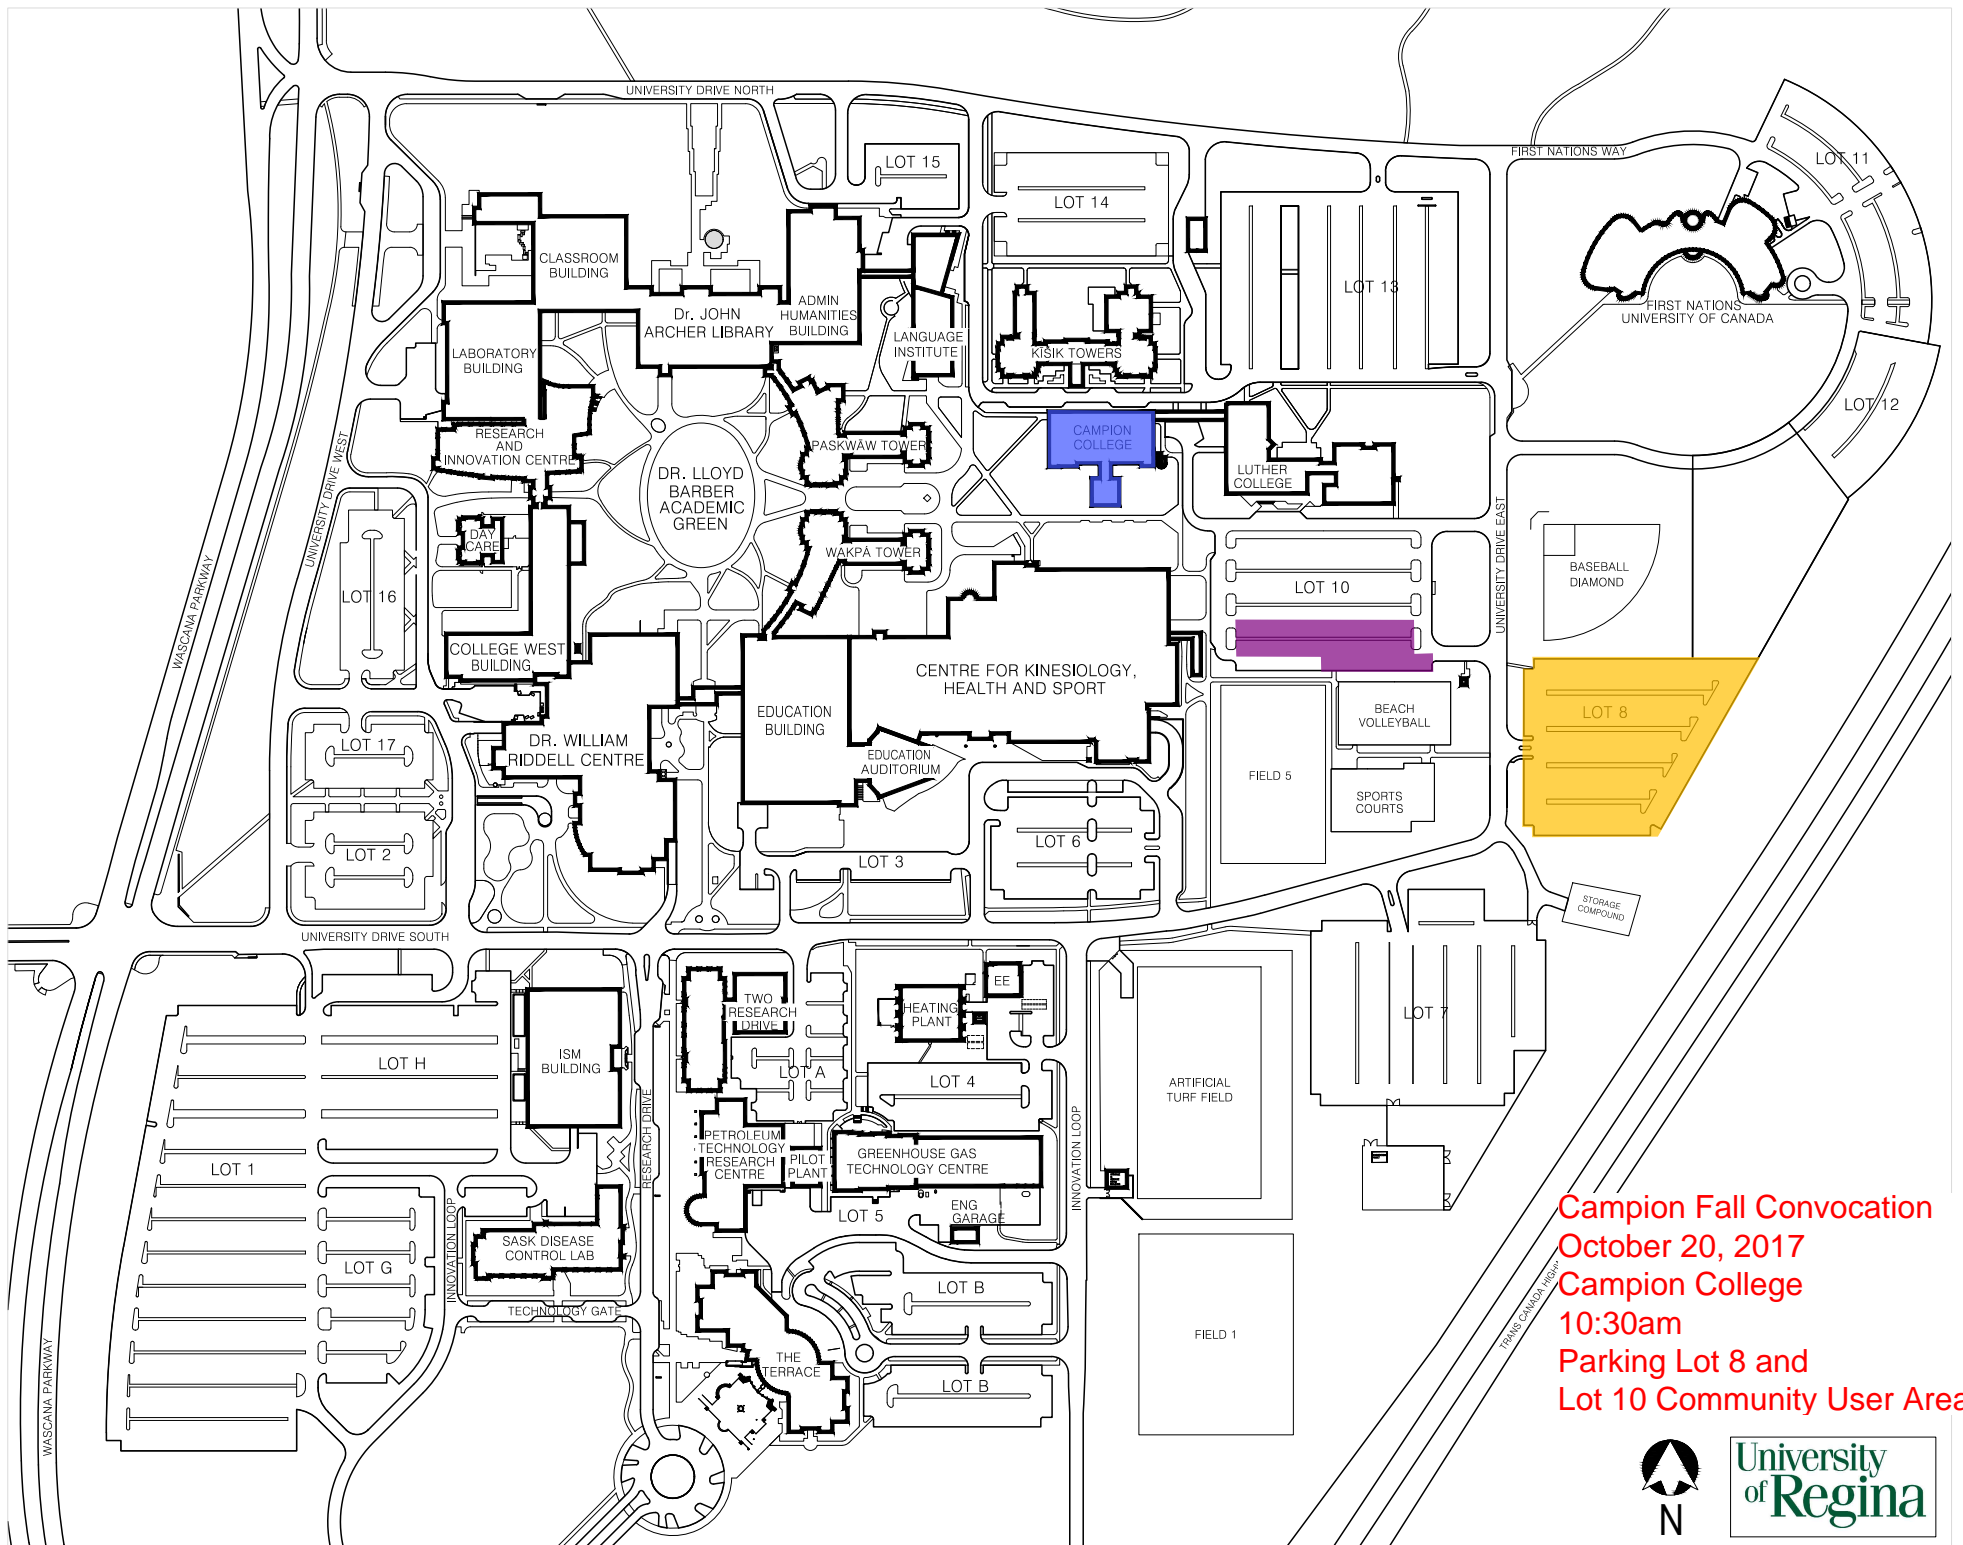 UNIVERSITY DRIVE NORTH
FIRST NATIONS WAY
LOT 11
LOT 15
LOT 14
CLASSROOM
BUILDING
LOT 13
ADMIN
HUMANITIES
BUILDING
Dr. JOHN
ARCHER LIBRARY
FIRST NATIONS
UNIVERSITY OF CANADA
LANGUAGE
INSTITUTE
KĪSIK TOWERS
LABORATORY
BUILDING
LOT 12
CAMPION
COLLEGE
RESEARCH
AND
INNOVATION CENTRE
PASKWĀW TOWER
LUTHER
COLLEGE
DR. LLOYD
BARBER
ACADEMIC
GREEN
UNIVERSITY DRIVE WEST
UNIVERSITY DRIVE EAST
DAY
CARE
WAKPĀ TOWER
BASEBALL
DIAMOND
LOT 10
LOT 16
WASCANA PARKWAY
COLLEGE WEST
BUILDING
CENTRE FOR KINESIOLOGY,
HEALTH AND SPORT
EDUCATION
BUILDING
BEACH
VOLLEYBALL
LOT 8
DR. WILLIAM
RIDDELL CENTRE
LOT 17
EDUCATION
AUDITORIUM
FIELD 5
SPORTS
COURTS
LOT 2
LOT 3
LOT 6
STORAGE
COMPOUND
UNIVERSITY DRIVE SOUTH
TWO
RESEARCH
DRIVE
EE
HEATING
PLANT
LOT 7
ISM
BUILDING
LOT H
LOT A
LOT 4
ARTIFICIAL
TURF FIELD
RESEARCH DRIVE
INNOVATION LOOP
PETROLEUM
TECHNOLOGY
RESEARCH
CENTRE
PILOT
PLANT
GREENHOUSE GAS
TECHNOLOGY CENTRE
LOT 1
LOT 5
ENG
GARAGE
INNOVATION LOOP
SASK DISEASE
CONTROL LAB
LOT G
LOT B
TECHNOLOGY GATE
FIELD 1
THE
TERRACE
LOT B
WASCANA PARKWAY
TRANS CANADA HIGH
Campion Fall Convocation
October 20, 2017
Campion College
10:30am
Parking Lot 8 and
Lot 10 Community User Area
N
University
of Regina